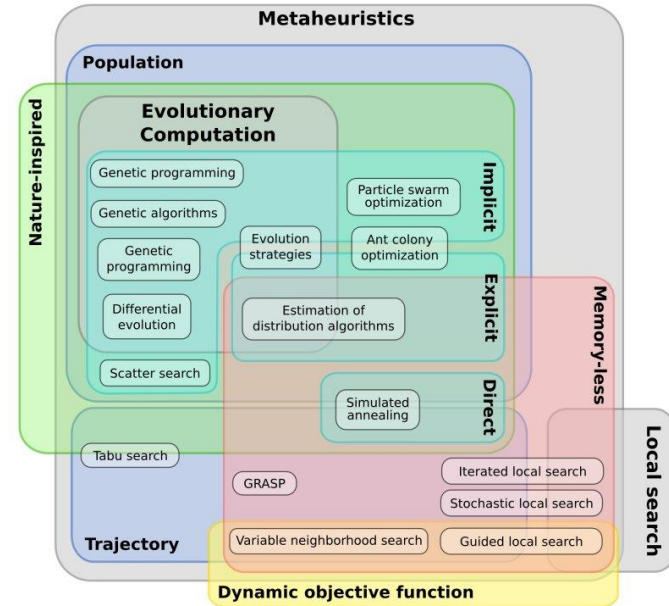 Metaheuristics
Population
Nature-inspired
Evolutionary
Computation
Implicit
Genetic programming
Particle swarm
optimization
Genetic algorithms
Evolution
strategies
Ant colony
optimization
Genetic
programming
Explicit
Memory-less
Differential
evolution
Estimation of
distribution algorithms
Scatter search
Direct
Simulated
annealing
Local search
Tabu search
GRASP
Iterated local search
Stochastic local search
Trajectory
Variable neighborhood search
Guided local search
Dynamic objective function